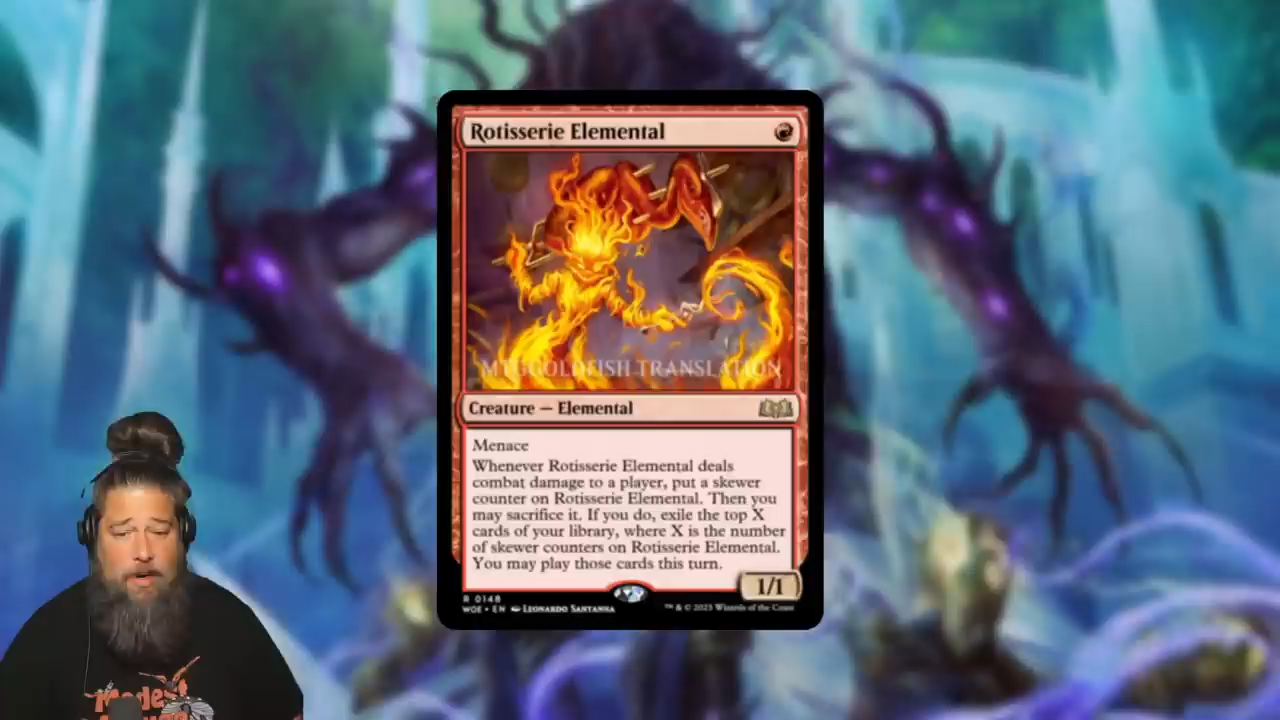 Rotisserie Elemental
MTGGOLDFISH TRANSLATION
Creature — Elemental
Menace
Whenever Rotisserie Elemental deals
combat damage to a player, put a skewer
counter on Rotisserie Elemental. Then you
may sacrifice it. If you do, exile the top X
cards of your library, where X is the number
of skewer counters on Rotisserie Elemental.
You may play those cards this turn.
1/1
R 0148
WOE • EN Leonardo Santanna
™ & © 2023 Wizards of the Coast